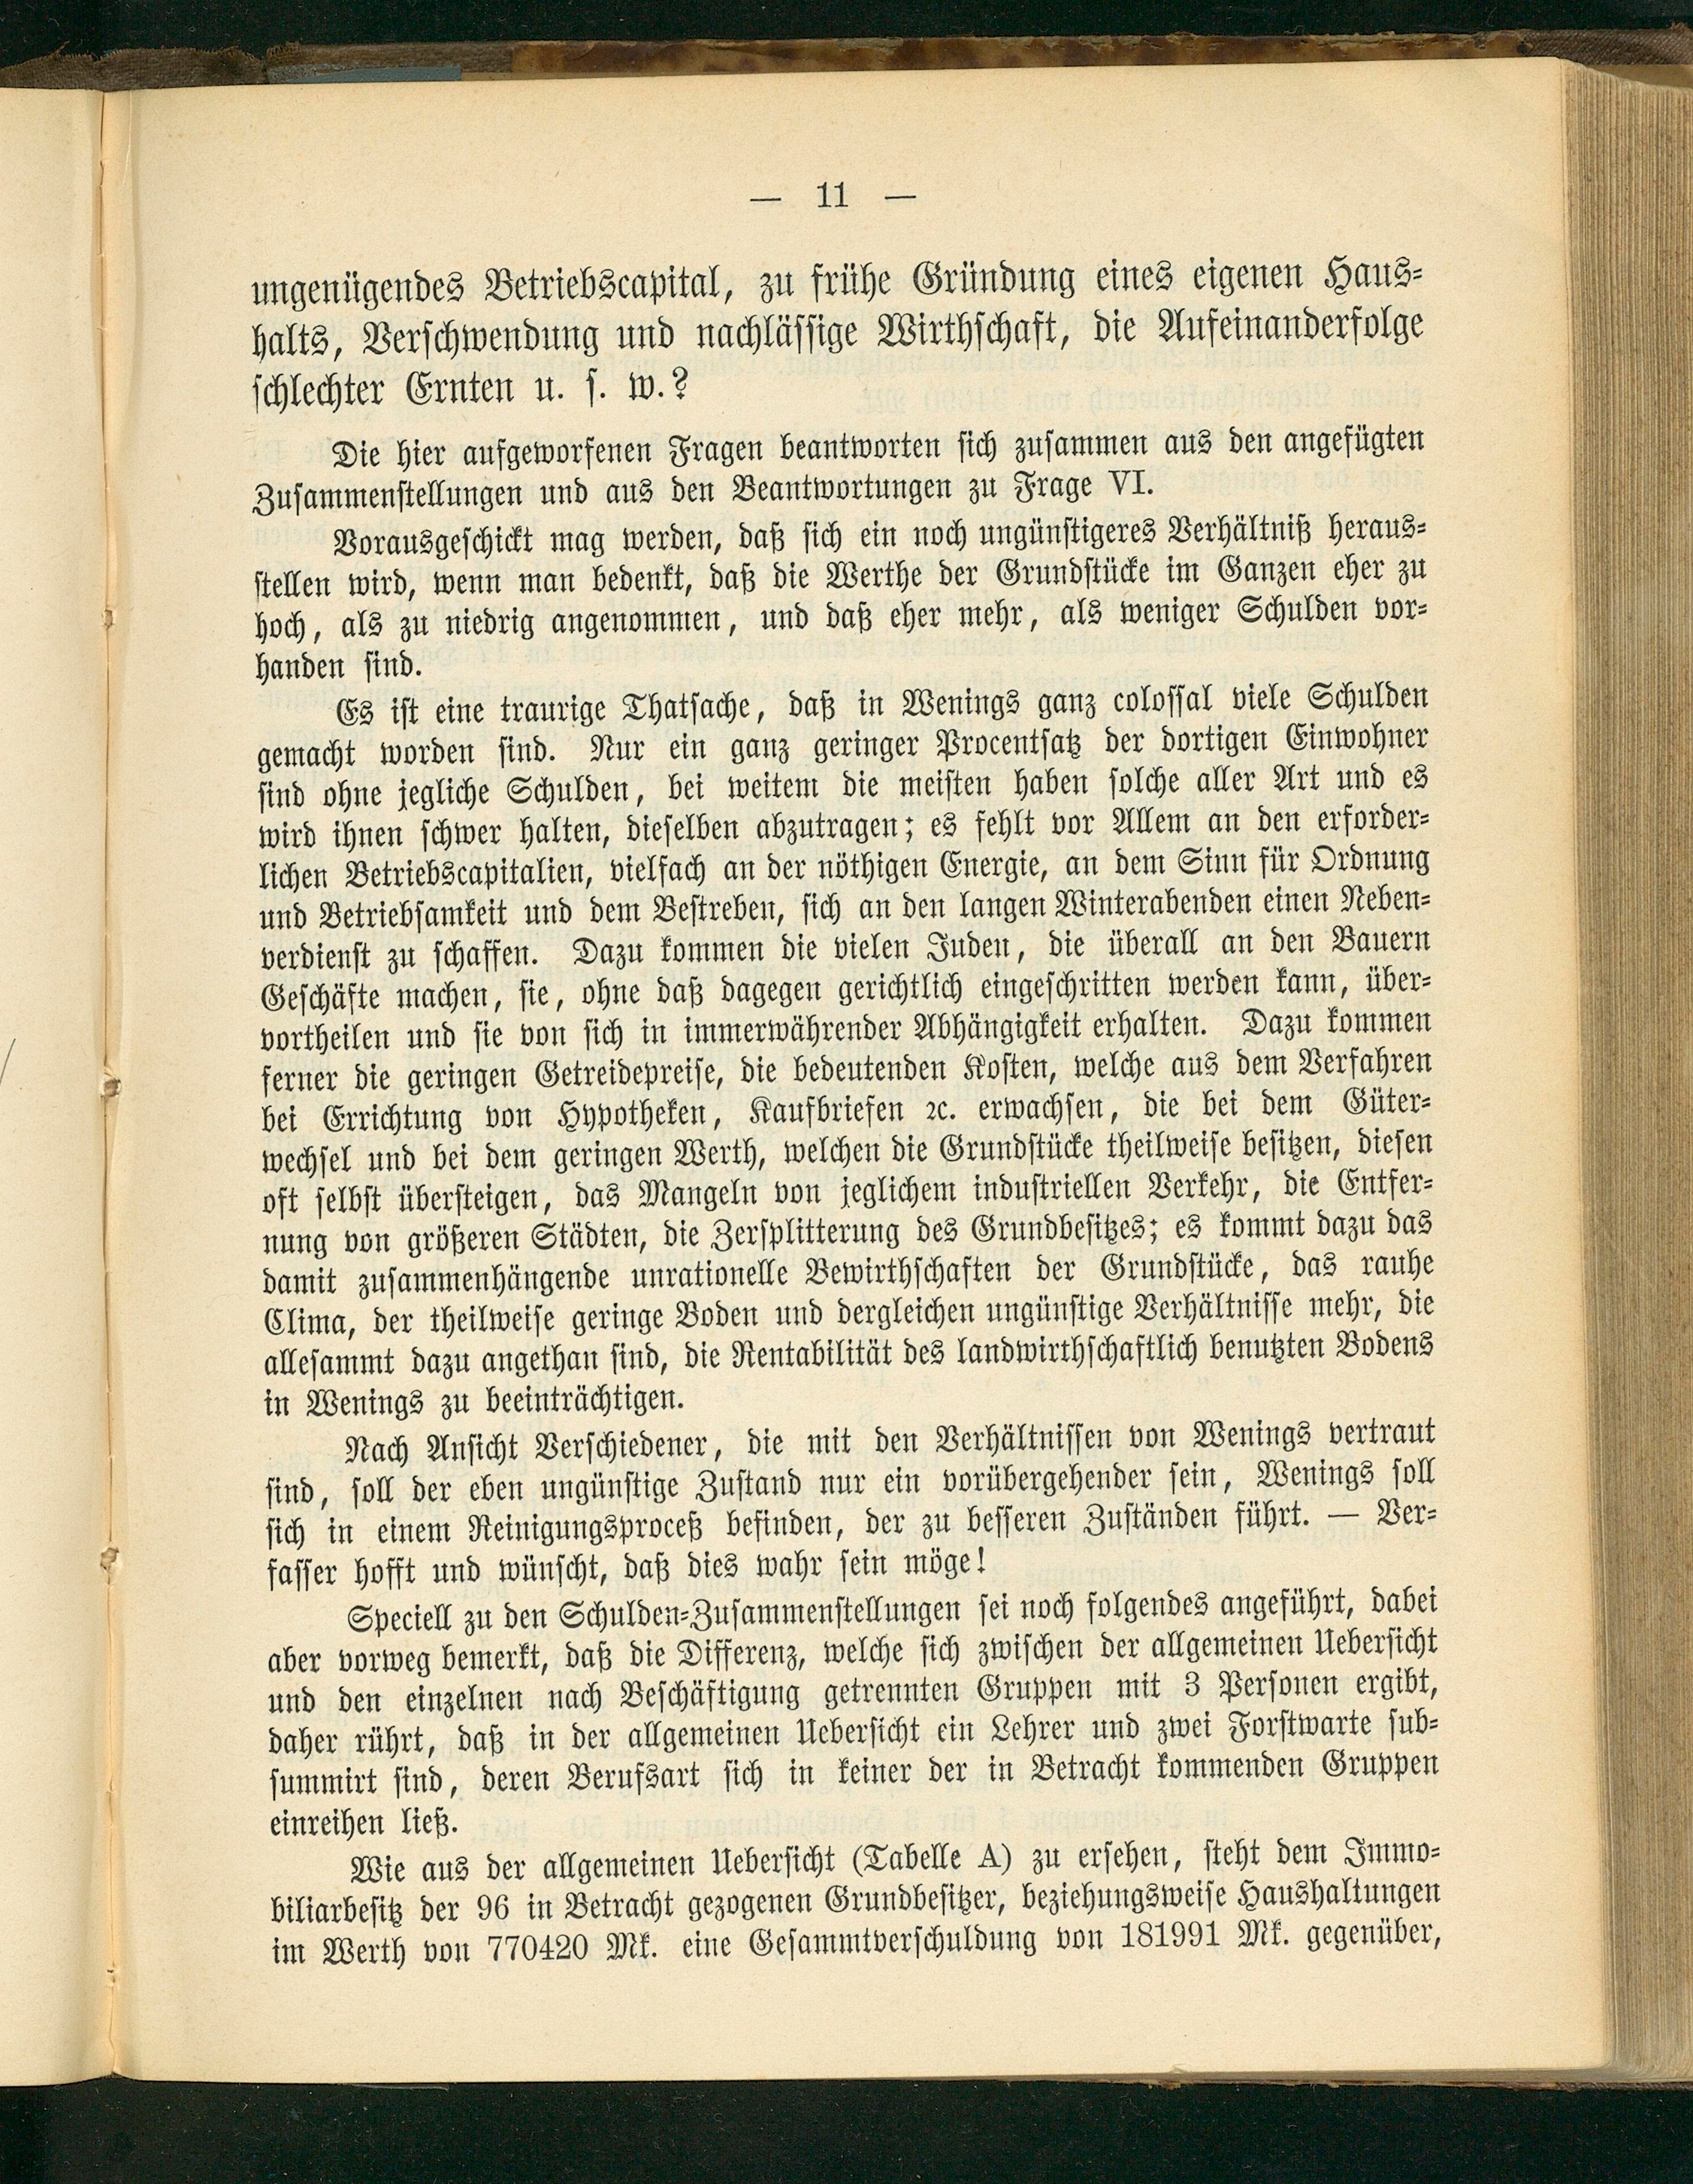 — 11 —
ungenügendes Betriebscapital, zu frühe Gründung eines eigenen Haus-
halts, Verschwendung und nachlässige Wirthschaft, die Aufeinanderfolge
schlechter Ernten u. s. w.?
Die hier aufgeworfenen Fragen beantworten sich zusammen aus den angefügten
Zusammenstellungen und aus den Beantwortungen zu Frage VI.
Vorausgeschickt mag werden, daß sich ein noch ungünstigeres Verhältniß heraus-
stellen wird, wenn man bedenkt, daß die Werthe der Grundstücke im Ganzen eher zu
hoch, als zu niedrig angenommen, und daß eher mehr, als weniger Schulden vor-
handen sind.
Es ist eine traurige Thatsache, daß in Wenings ganz colossal viele Schulden
gemacht worden sind. Nur ein ganz geringer Procentsatz der dortigen Einwohner
sind ohne jegliche Schulden, bei weitem die meisten haben solche aller Art und es
wird ihnen schwer halten, dieselben abzutragen; es fehlt vor Allem an den erforder-
lichen Betriebscapitalien, vielfach an der nöthigen Energie, an dem Sinn für Ordnung
und Betriebsamkeit und dem Bestreben, sich an den langen Winterabenden einen Neben-
verdienst zu schaffen. Dazu kommen die vielen Juden, die überall an den Bauern
Geschäfte machen, sie, ohne daß dagegen gerichtlich eingeschritten werden kann, über-
vortheilen und sie von sich in immerwährender Abhängigkeit erhalten. Dazu kommen
ferner die geringen Getreidepreise, die bedeutenden Kosten, welche aus dem Verfahren
bei Errichtung von Hypotheken, Kaufbriefen ꝛc. erwachsen, die bei dem Güter-
wechsel und bei dem geringen Werth, welchen die Grundstücke theilweise besitzen, diesen
oft selbst übersteigen, das Mangeln von jeglichem industriellen Verkehr, die Entfer-
nung von größeren Städten, die Zersplitterung des Grundbesitzes; es kommt dazu das
damit zusammenhängende unrationelle Bewirthschaften der Grundstücke, das rauhe
Clima, der theilweise geringe Boden und dergleichen ungünstige Verhältnisse mehr, die
allesammt dazu angethan sind, die Rentabilität des landwirthschaftlich benutzten Bodens
in Wenings zu beeinträchtigen.
Nach Ansicht Verschiedener, die mit den Verhältnissen von Wenings vertraut
sind, soll der eben ungünstige Zustand nur ein vorübergehender sein, Wenings soll
sich in einem Reinigungsproceß befinden, der zu besseren Zuständen führt. — Ver-
fasser hofft und wünscht, daß dies wahr sein möge!
Speciell zu den Schulden-Zusammenstellungen sei noch folgendes angeführt, dabei
aber vorweg bemerkt, daß die Differenz, welche sich zwischen der allgemeinen Uebersicht
und den einzelnen nach Beschäftigung getrennten Gruppen mit 3 Personen ergibt,
daher rührt, daß in der allgemeinen Uebersicht ein Lehrer und zwei Forstwarte sub-
summirt sind, deren Berufsart sich in keiner der in Betracht kommenden Gruppen
einreihen ließ.
Wie aus der allgemeinen Uebersicht (Tabelle A) zu ersehen, steht dem Immo-
biliarbesitz der 96 in Betracht gezogenen Grundbesitzer, beziehungsweise Haushaltungen
im Werth von 770420 Mk. eine Gesammtverschuldung von 181991 Mk. gegenüber,